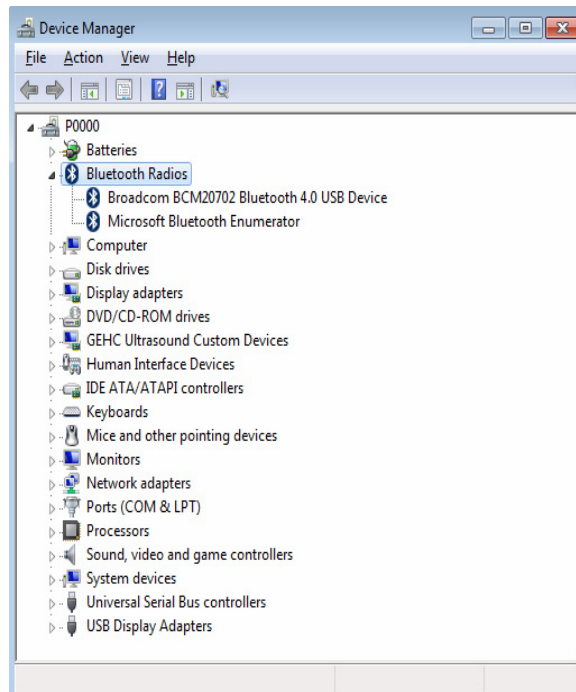 Device Manager
File Action View Help
P0000
Batteries
Bluetooth Radios
Broadcom BCM20702 Bluetooth 4.0 USB Device
Microsoft Bluetooth Enumerator
Computer
Disk drives
Display adapters
DVD/CD-ROM drives
GEHC Ultrasound Custom Devices
Human Interface Devices
IDE ATA/ATAPI controllers
Keyboards
Mice and other pointing devices
Monitors
Network adapters
Ports (COM & LPT)
Processors
Sound, video and game controllers
System devices
Universal Serial Bus controllers
USB Display Adapters